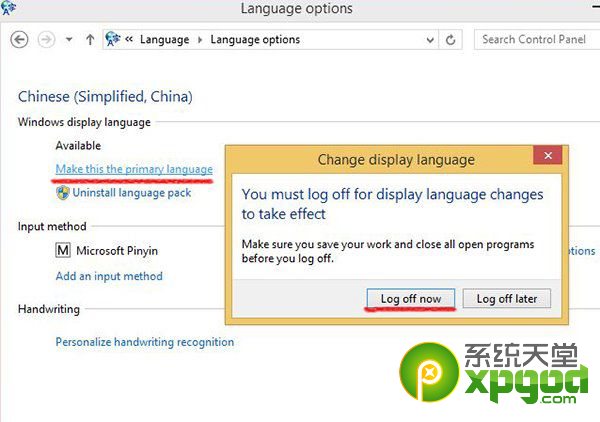 Language options
« Language ▸ Language options
Search Control Panel
Chinese (Simplified, China)
Windows display language
Available
Make this the primary language
Uninstall language pack
Input method
M Microsoft Pinyin
ptions
Add an input method
Handwriting
Personalize handwriting recognition
Change display language
You must log off for display language changes
to take effect
Make sure you save your work and close all open programs
before you log off.
Log off now Log off later
系统天堂
xpgod
.com